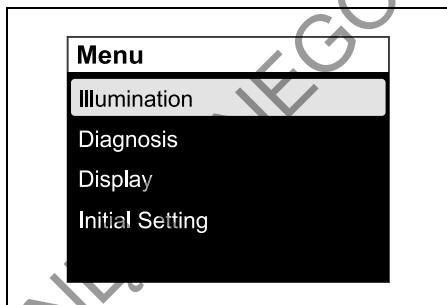 Menu
Illumination
Diagnosis
Display
Initial Setting